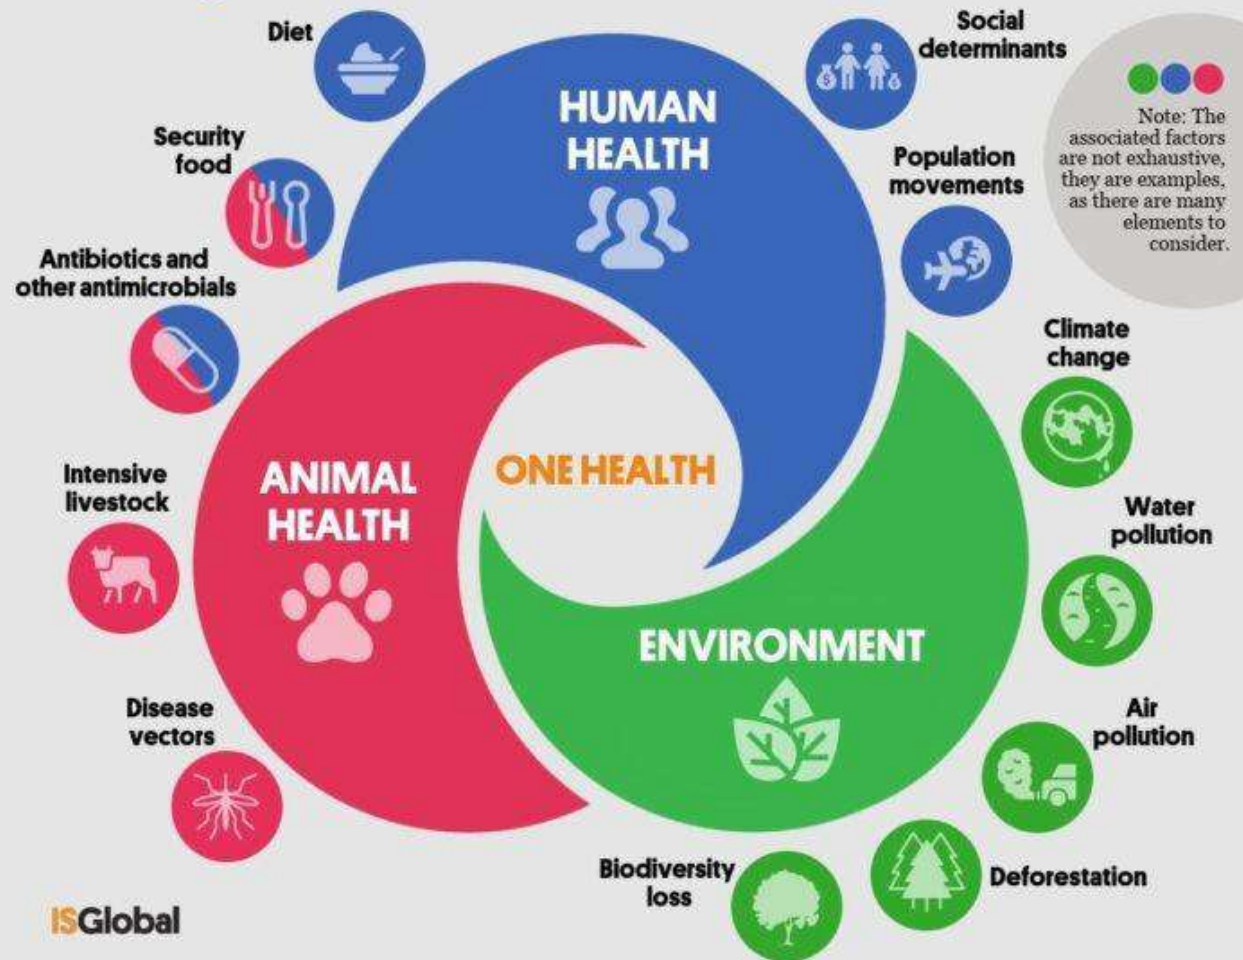 Diet
Social
determinants
HUMAN
HEALTH
Note: The
associated factors
are not exhaustive,
they are examples,
as there are many
elements to
consider.
Security
food
Population
movements
Antibiotics and
other antimicrobials
Climate
change
ONE HEALTH
ANIMAL
HEALTH
Intensive
livestock
Water
pollution
ENVIRONMENT
Disease
vectors
Air
pollution
Biodiversity
loss
Deforestation
ISGlobal